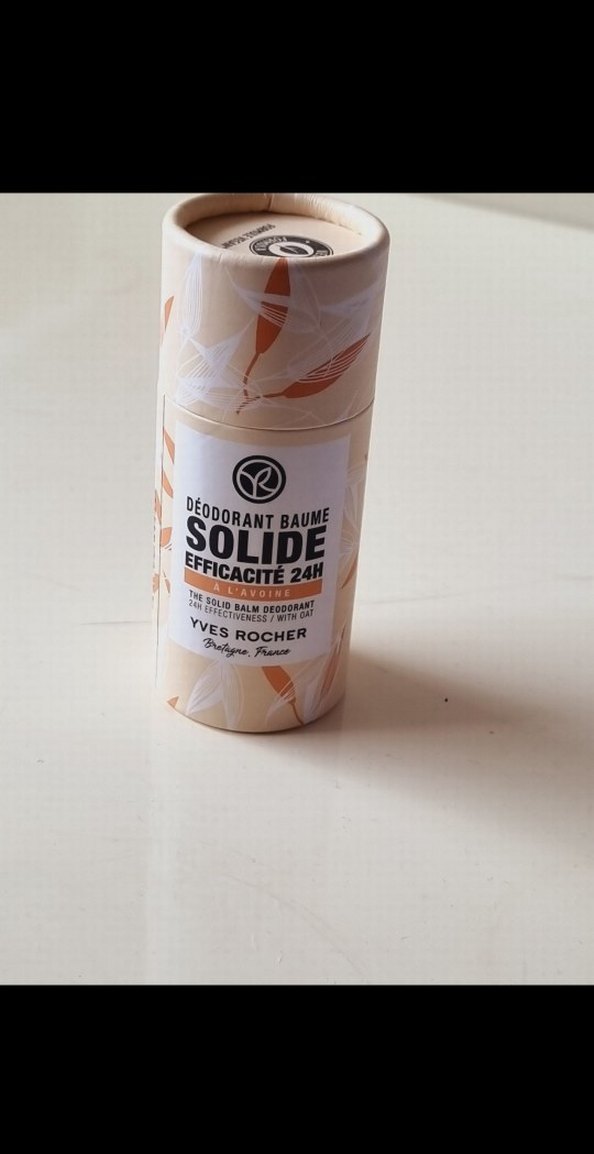 DÉODORANT BAUME
SOLIDE
EFFICACITÉ 24H
À L'AVOINE
THE SOLID BALM DEODORANT
24H EFFECTIVENESS / WITH OAT
YVES ROCHER
Bretagne, France